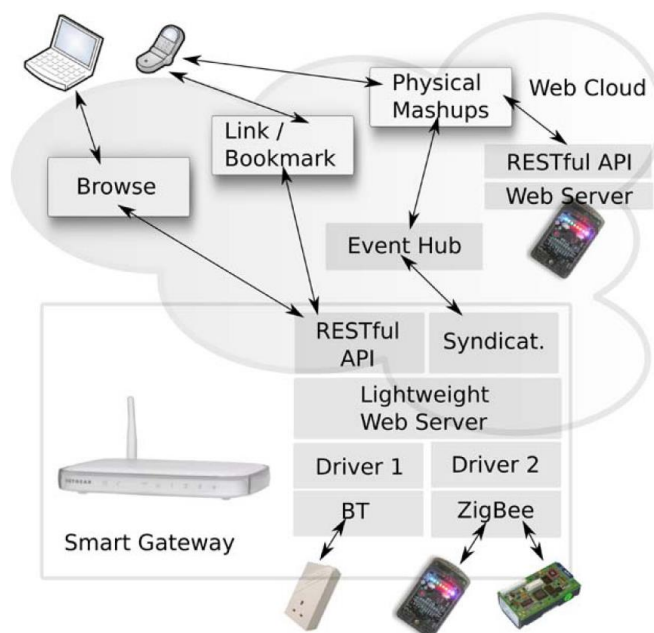 Physical
Mashups
Web Cloud
Link /
Bookmark
RESTful API
Browse
Web Server
Event Hub
RESTful
API
Syndicat.
Lightweight
Web Server
Driver 1
Driver 2
NETGEAR
BT
ZigBee
Smart Gateway